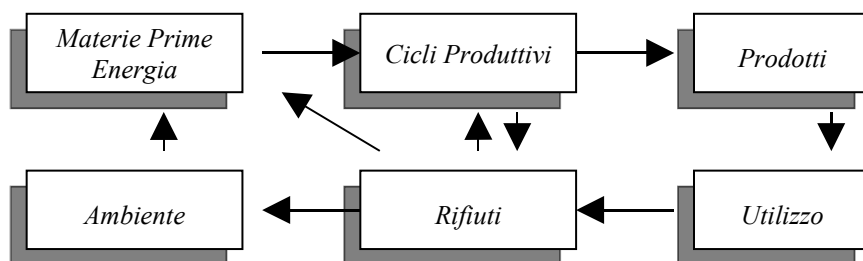 Materie Prime
Energia
Cicli Produttivi
Prodotti
Ambiente
Rifiuti
Utilizzo